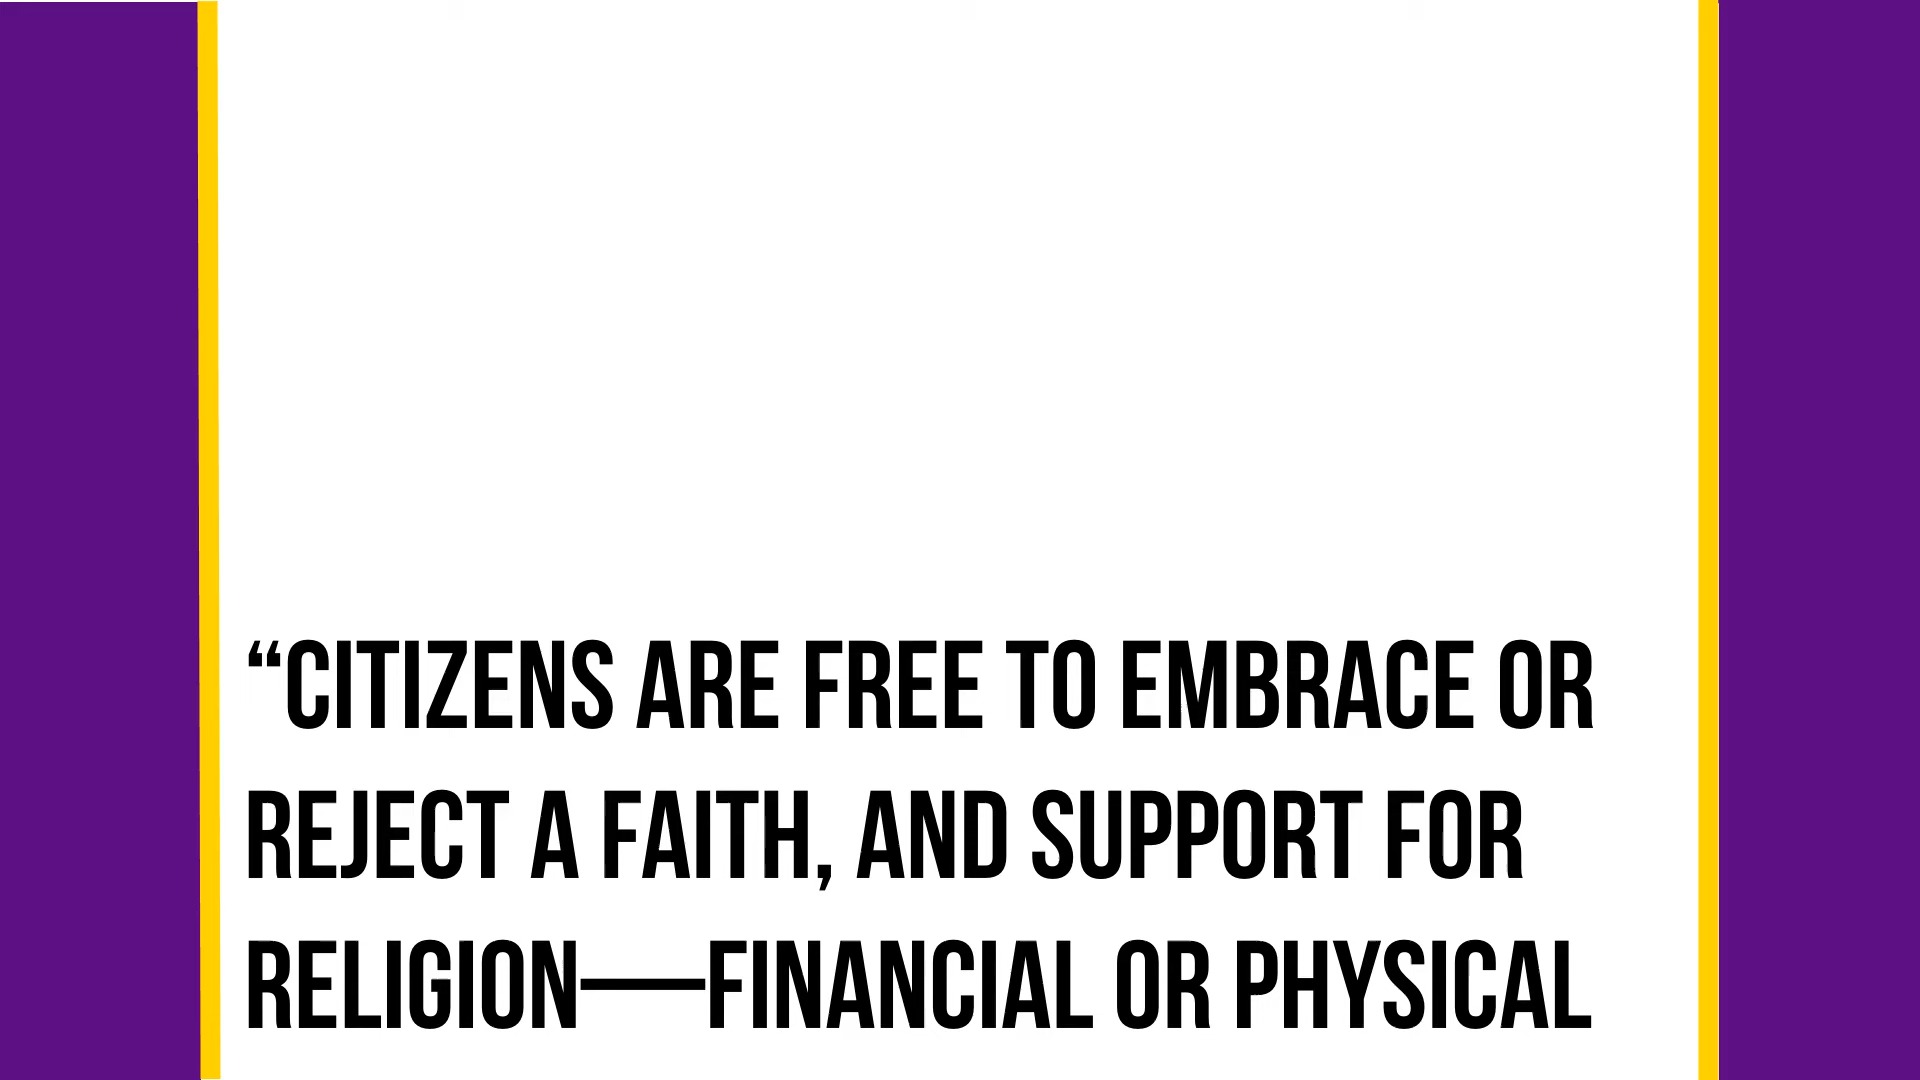 “CITIZENS ARE FREE TO EMBRACE OR
REJECT A FAITH, AND SUPPORT FOR
RELIGION—FINANCIAL OR PHYSICAL